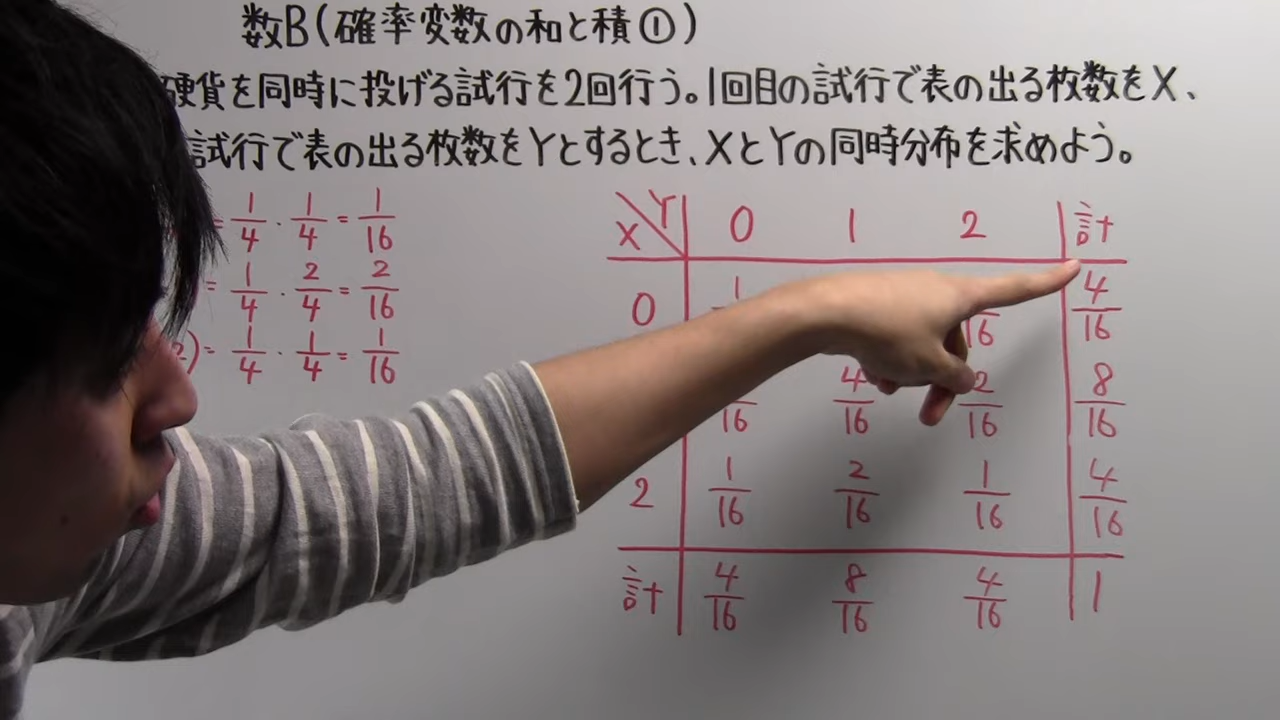 数B(確率変数の和と積①)
硬貨を同時に投げる試行を2回行う。1回目の試行で表の出る枚数をX、
試行で表の出る枚数をYとするとき、XとYの同時分布を求めよう。
= 1/4 · 1/4 = 1/16
= 1/4 · 2/4 = 2/16
2) = 1/4 · 1/4 = 1/16
X Y 0 1 2 計
0 1 16 4/16
16 4/16 2/16 8/16
2 1/16 2/16 1/16 4/16
計 4/16 8/16 4/16 1